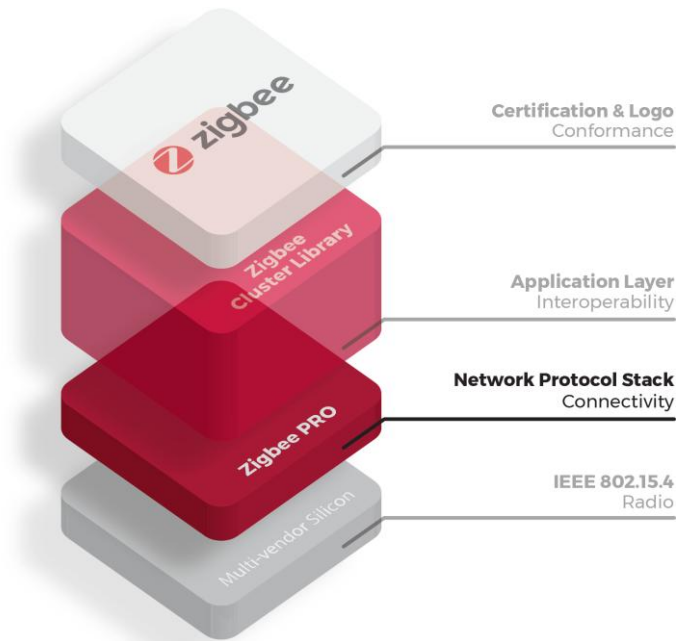 zigbee
Certification & Logo
Conformance
Zigbee
Cluster Library
Application Layer
Interoperability
Network Protocol Stack
Connectivity
Zigbee PRO
IEEE 802.15.4
Radio
Multi-vendor Silicon